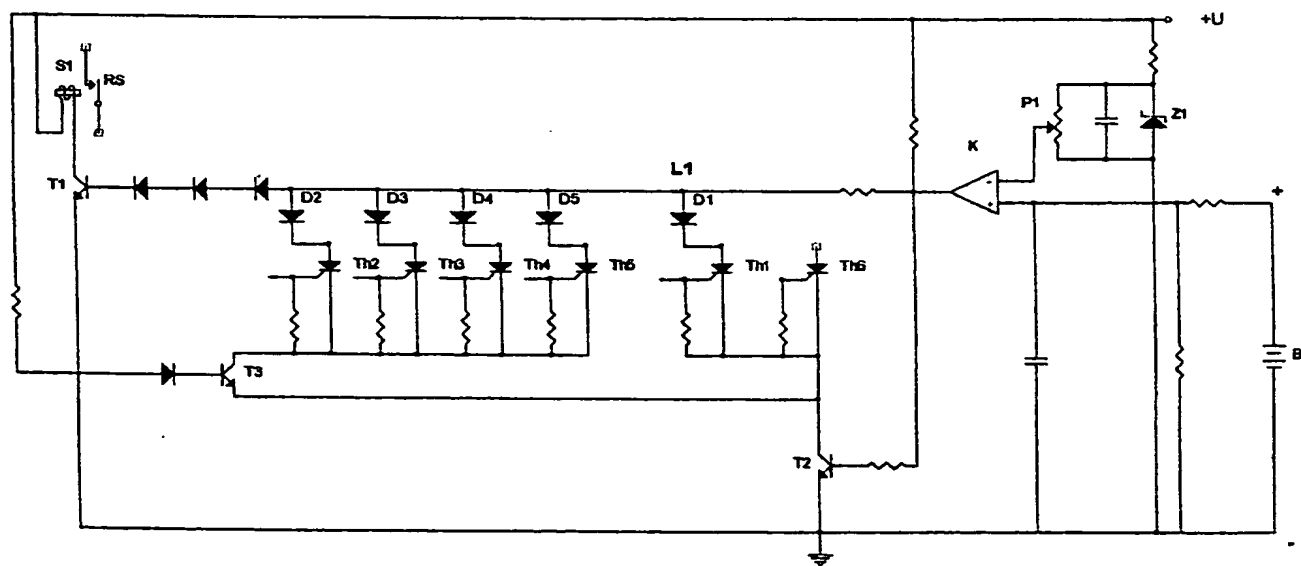 +U
S1
RS
P1
Z1
K
L1
T1
D2 D3 D4 D5 D1
+
Th2 Th3 Th4 Th5 Th1 Th6
B
T3
T2
-